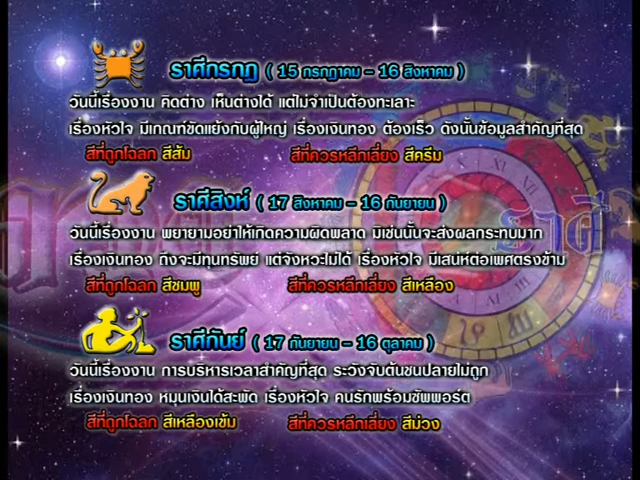 ราศีกรกฎ ( 15 กรกฎาคม - 16 สิงหาคม )
วันนี้เรื่องงาน คิดต่าง เห็นต่างได้ แต่ไม่จำเป็นต้องทะเลาะ
เรื่องหัวใจ มีเกณฑ์ขัดแย้งกับผู้ใหญ่ เรื่องเงินทอง ต้องเร็ว ดังนั้นข้อมูลสำคัญที่สุด
สีที่ถูกโฉลก สีส้ม สีที่ควรหลีกเลี่ยง สีครีม
ราศีสิงห์ ( 17 สิงหาคม - 16 กันยายน )
วันนี้เรื่องงาน พยายามอย่าให้เกิดความผิดพลาด มิเช่นนั้นจะส่งผลกระทบมาก
เรื่องเงินทอง ถึงจะมีทุนทรัพย์ แต่จังหวะไม่ได้ เรื่องหัวใจ มีเสน่ห์ต่อเพศตรงข้าม
สีที่ถูกโฉลก สีชมพู สีที่ควรหลีกเลี่ยง สีเหลือง
ราศีกันย์ ( 17 กันยายน - 16 ตุลาคม )
วันนี้เรื่องงาน การบริหารเวลาสำคัญที่สุด ระวังจับต้นชนปลายไม่ถูก
เรื่องเงินทอง หมุนเงินได้สะพัด เรื่องหัวใจ คนรักพร้อมซัพพอร์ต
สีที่ถูกโฉลก สีเหลืองเข้ม สีที่ควรหลีกเลี่ยง สีม่วง